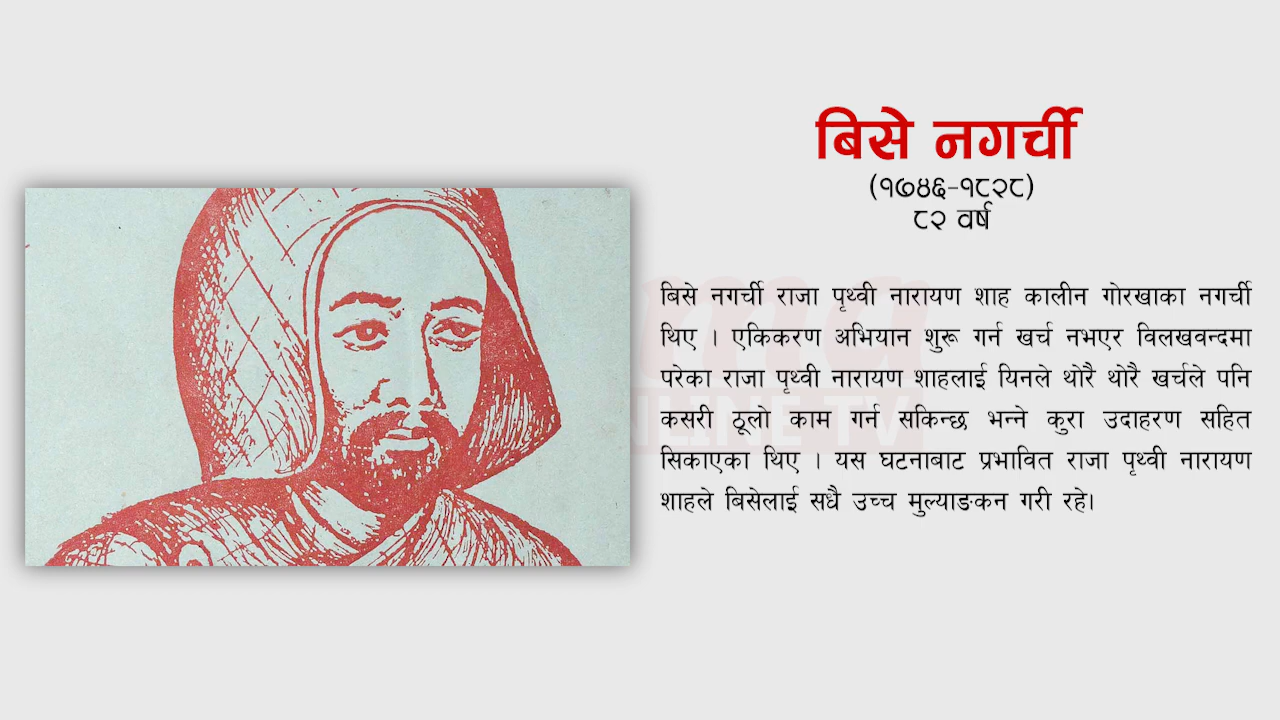 बिसे नगर्ची
(१७४६-१८२८)
८२ वर्ष
बिसे नगर्ची राजा पृथ्वी नारायण शाह कालीन गोरखाका नगर्ची
थिए । एकिकरण अभियान शुरू गर्न खर्च नभएर विलखवन्दमा
परेका राजा पृथ्वी नारायण शाहलाई यिनले थोरै थोरै खर्चले पनि
कसरी ठूलो काम गर्न सकिन्छ भन्ने कुरा उदाहरण सहित
सिकाएका थिए । यस घटनाबाट प्रभावित राजा पृथ्वी नारायण
शाहले बिसेलाई सधै उच्च मुल्याङकन गरी रहे।